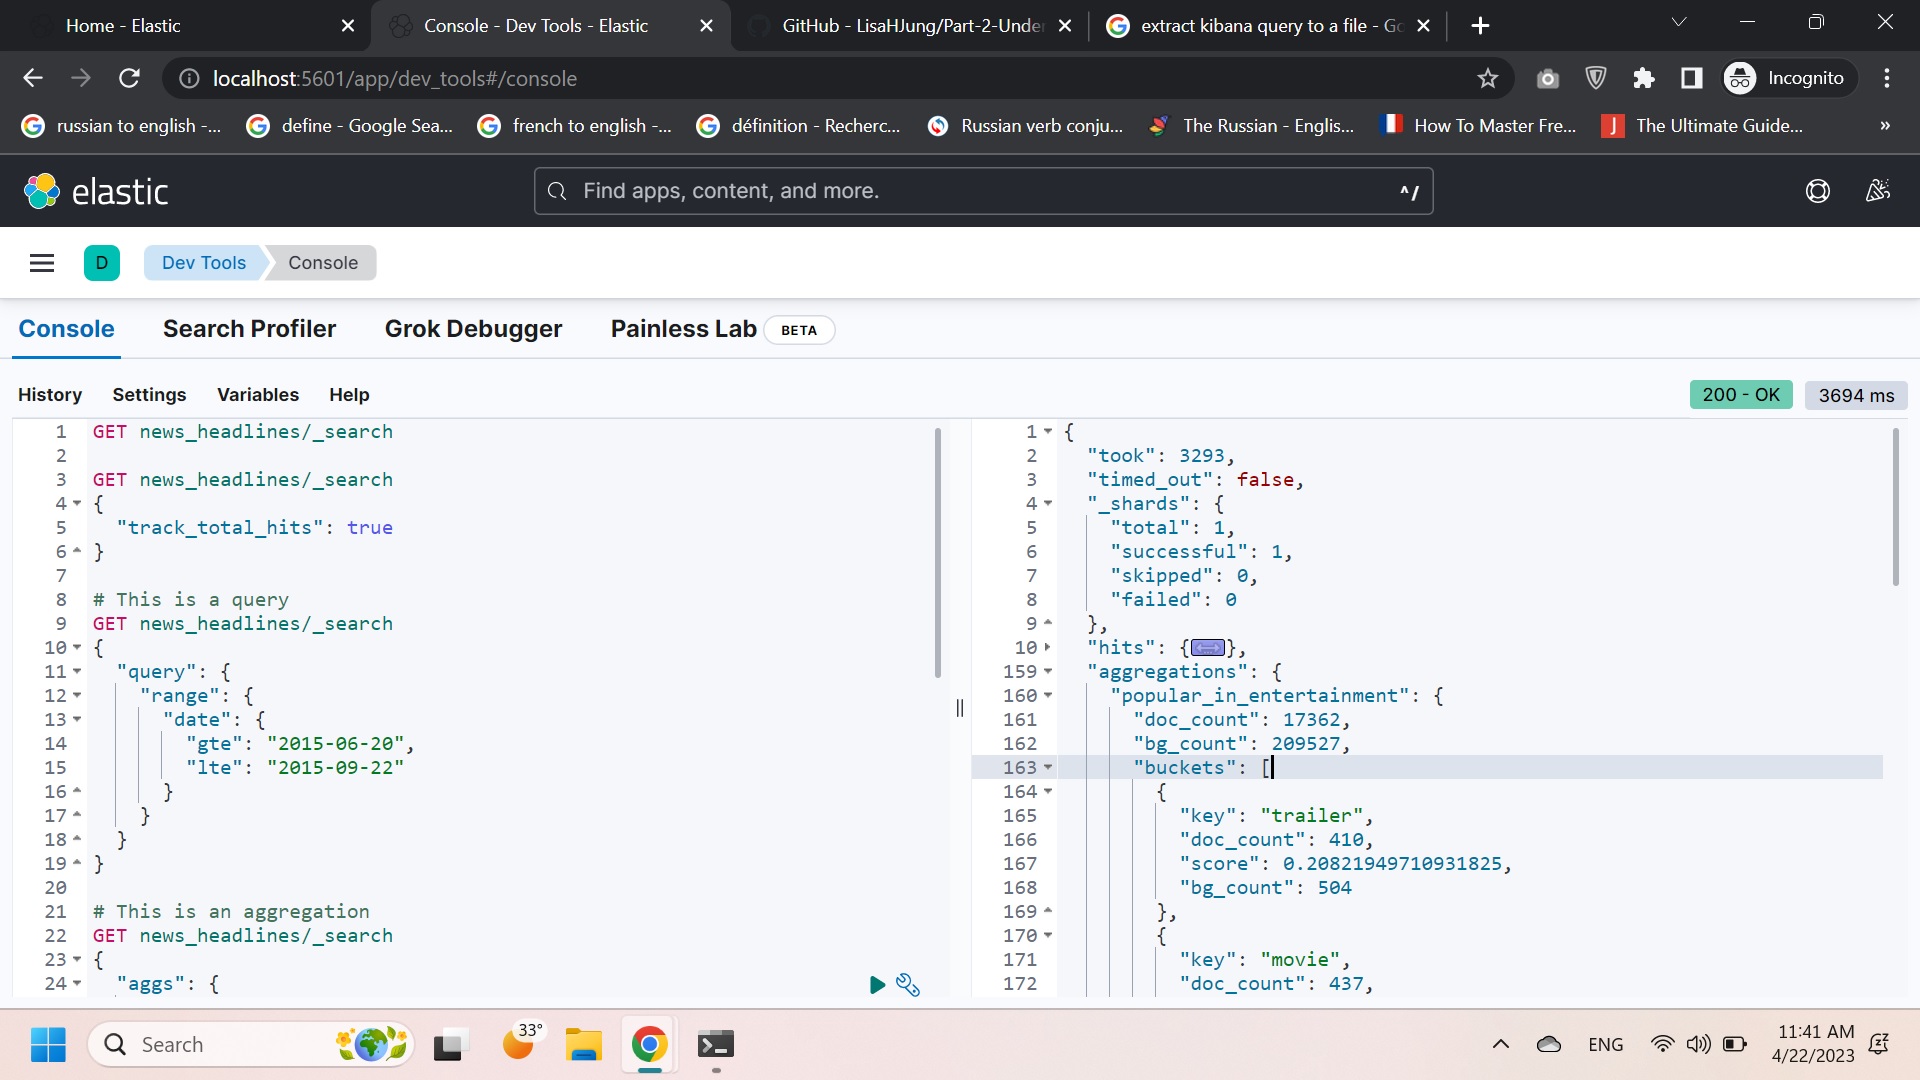 Home - Elastic
Console - Dev Tools - Elastic
GitHub - LisaHJung/Part-2-Under
extract kibana query to a file - Go
localhost:5601/app/dev_tools#/console
Incognito
russian to english -...
define - Google Sea...
french to english -...
définition - Recherc...
Russian verb conju...
The Russian - Englis...
How To Master Fre...
J The Ultimate Guide...
»
elastic
Find apps, content, and more.
^/
D
Dev Tools
Console
Console
Search Profiler
Grok Debugger
Painless Lab
BETA
History
Settings
Variables
Help
200 - OK
3694 ms
1 GET news_headlines/_search
2
3 GET news_headlines/_search
4 {
5 "track_total_hits": true
6 }
7
8 # This is a query
9 GET news_headlines/_search
10 {
11 "query": {
12 "range": {
13 "date": {
14 "gte": "2015-06-20",
15 "lte": "2015-09-22"
16 }
17 }
18 }
19 }
20
21 # This is an aggregation
22 GET news_headlines/_search
23 {
24 "aggs": {
1 {
2 "took": 3293,
3 "timed_out": false,
4 "_shards": {
5 "total": 1,
6 "successful": 1,
7 "skipped": 0,
8 "failed": 0
9 },
10 "hits": {},
159 "aggregations": {
160 "popular_in_entertainment": {
161 "doc_count": 17362,
162 "bg_count": 209527,
163 "buckets": [
164 {
165 "key": "trailer",
166 "doc_count": 410,
167 "score": 0.20821949710931825,
168 "bg_count": 504
169 },
170 {
171 "key": "movie",
172 "doc_count": 437,
Search
33°
ENG
11:41 AM
4/22/2023